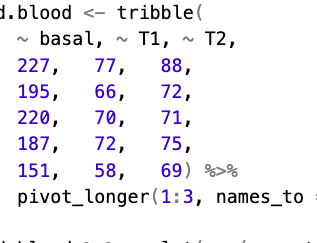 d.blood <- tribble(
~ basal, ~ T1, ~ T2,
227, 77, 88,
195, 66, 72,
220, 70, 71,
187, 72, 75,
151, 58, 69) %>%
pivot_longer(1:3, names_to =